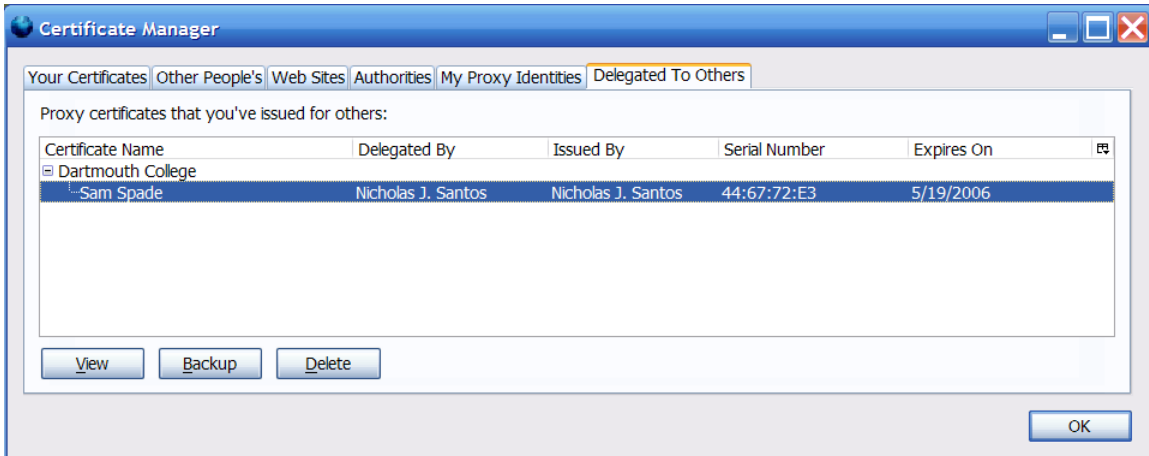 Certificate Manager
Your Certificates Other People's Web Sites Authorities My Proxy Identities Delegated To Others
Proxy certificates that you've issued for others:
Certificate Name Delegated By Issued By Serial Number Expires On
Dartmouth College
Sam Spade Nicholas J. Santos Nicholas J. Santos 44:67:72:E3 5/19/2006
View Backup Delete
OK